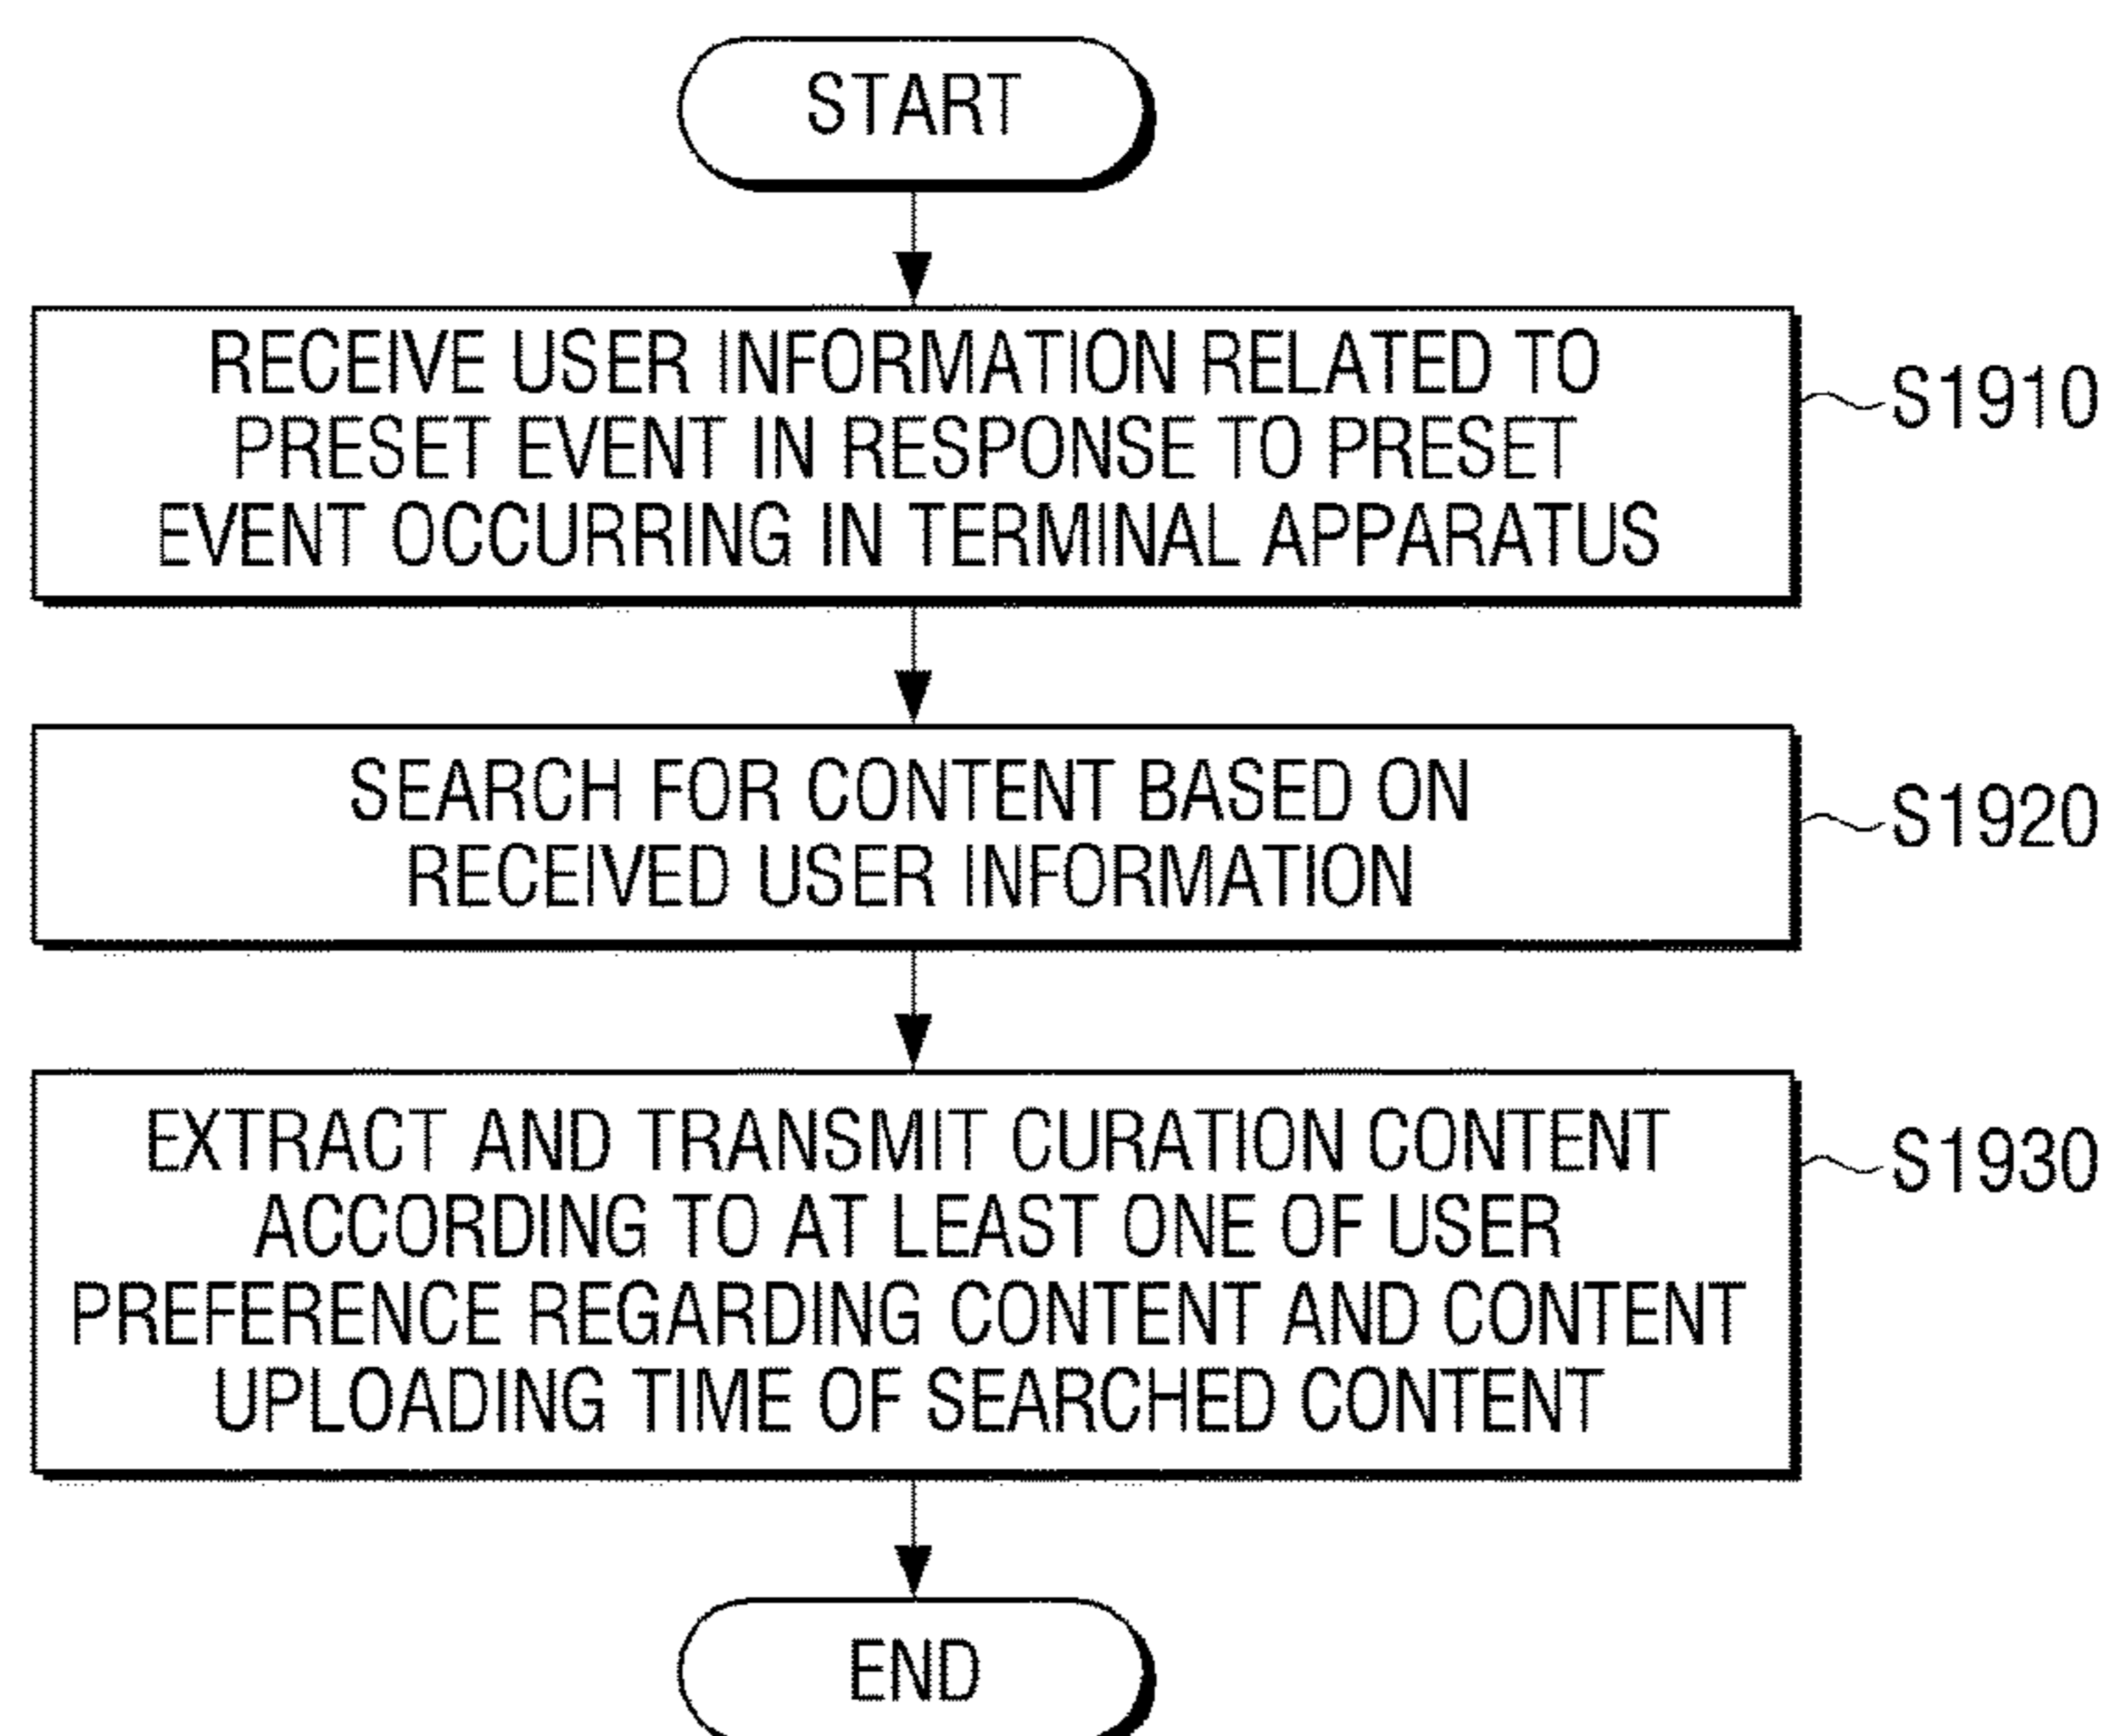 START
RECEIVE USER INFORMATION RELATED TO
PRESET EVENT IN RESPONSE TO PRESET
EVENT OCCURRING IN TERMINAL APPARATUS
S1910
SEARCH FOR CONTENT BASED ON
RECEIVED USER INFORMATION
S1920
EXTRACT AND TRANSMIT CURATION CONTENT
ACCORDING TO AT LEAST ONE OF USER
PREFERENCE REGARDING CONTENT AND CONTENT
UPLOADING TIME OF SEARCHED CONTENT
S1930
END